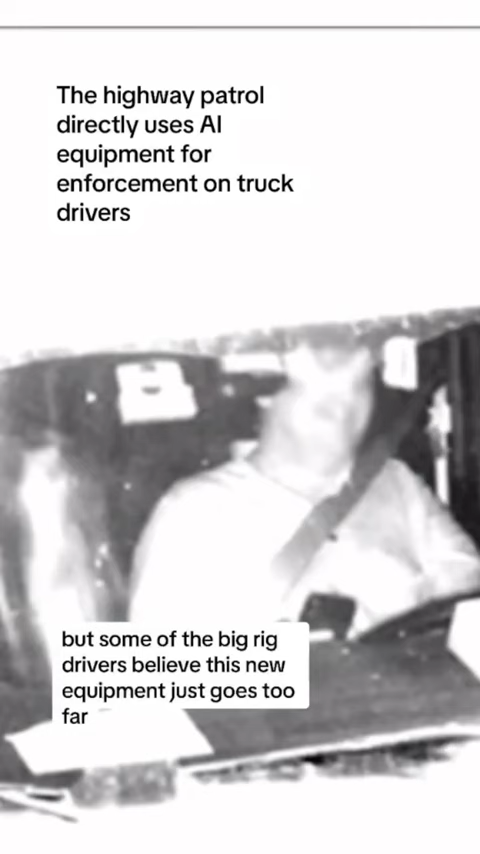 The highway patrol
directly uses AI
equipment for
enforcement on truck
drivers
but some of the big rig
drivers believe this new
equipment just goes too
far